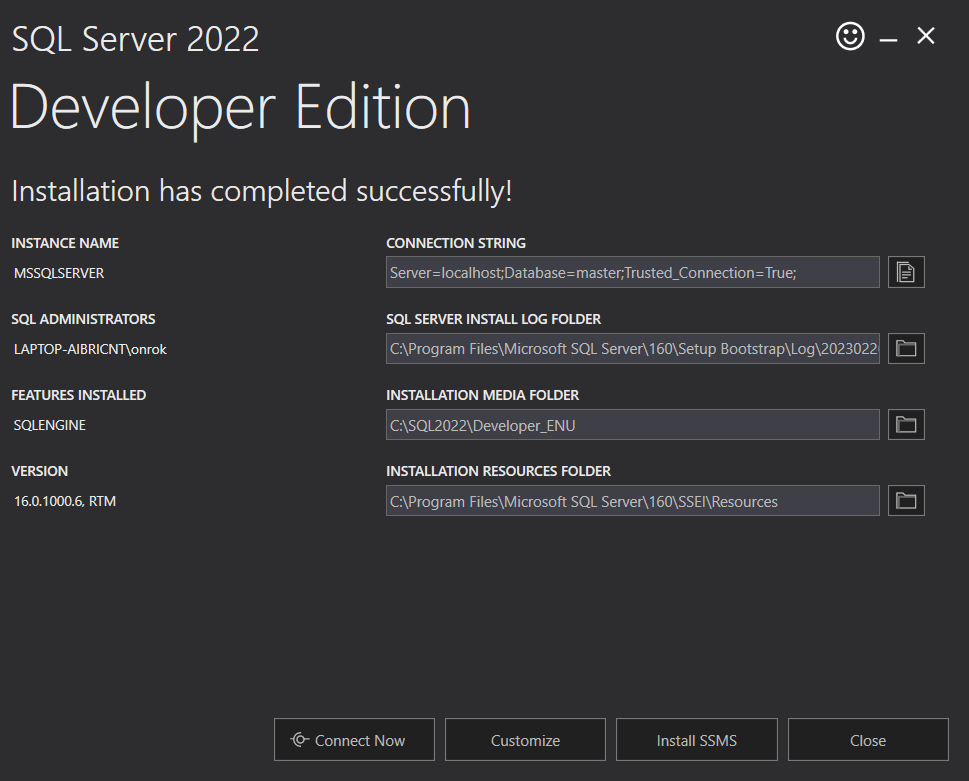 SQL Server 2022
Developer Edition
Installation has completed successfully!
INSTANCE NAME
MSSQLSERVER
CONNECTION STRING
Server=localhost;Database=master;Trusted_Connection=True;
SQL ADMINISTRATORS
LAPTOP-AIBRICNT\onrok
SQL SERVER INSTALL LOG FOLDER
C:\Program Files\Microsoft SQL Server\160\Setup Bootstrap\Log\2023022
FEATURES INSTALLED
SQLENGINE
INSTALLATION MEDIA FOLDER
C:\SQL2022\Developer_ENU
VERSION
16.0.1000.6, RTM
INSTALLATION RESOURCES FOLDER
C:\Program Files\Microsoft SQL Server\160\SSEI\Resources
Connect Now
Customize
Install SSMS
Close